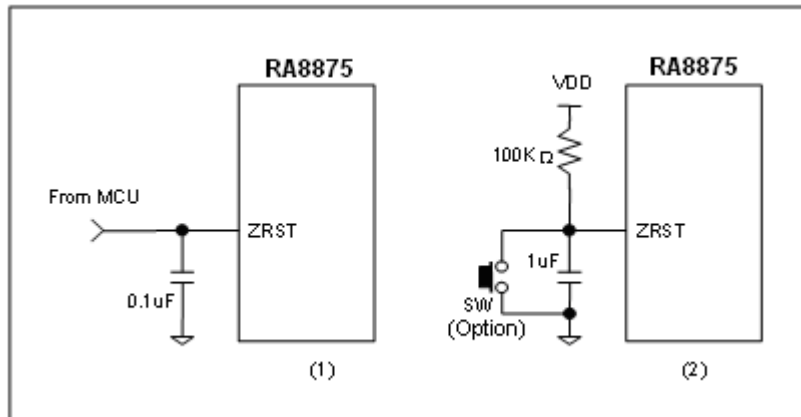 RA8875
From MCU
ZRST
0.1uF
(1)
RA8875
VDD
100KΩ
ZRST
1uF
SW
(Option)
(2)